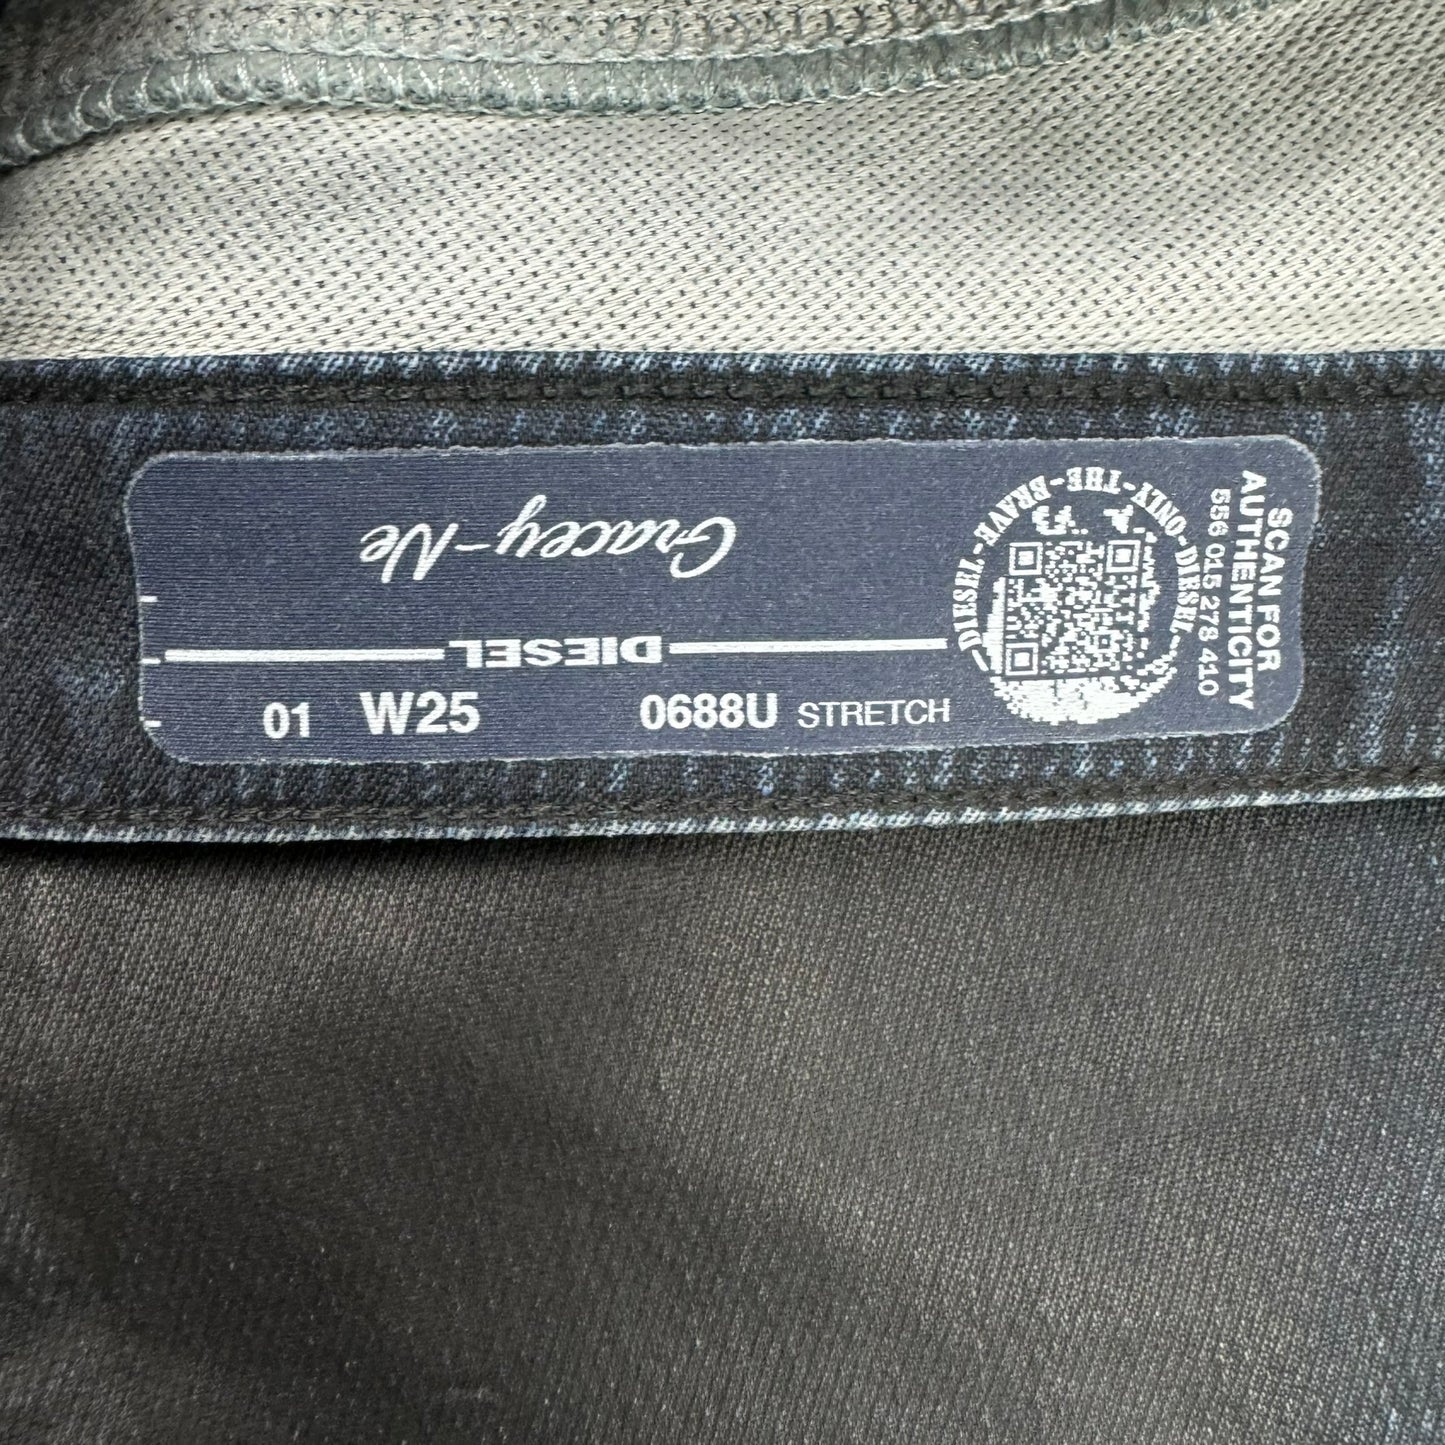 Gracey-Ne
DIESEL
01 W25 0688U STRETCH
DIESEL-ONLY-THE-BRAVE-DIESEL
SCAN FOR
AUTHENTICITY
556 015 278 410